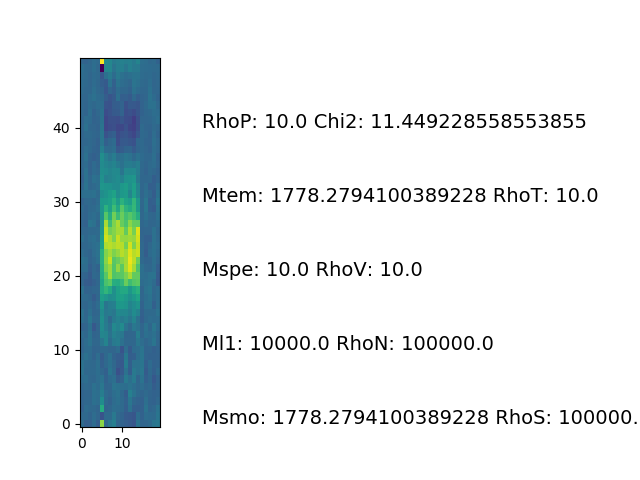 RhoP: 10.0 Chi2: 11.449228558553855
40
Mtem: 1778.2794100389228 RhoT: 10.0
30
Mspe: 10.0 RhoV: 10.0
20
Ml1: 10000.0 RhoN: 100000.0
10
Msmo: 1778.2794100389228 RhoS: 100000.
0
0 10